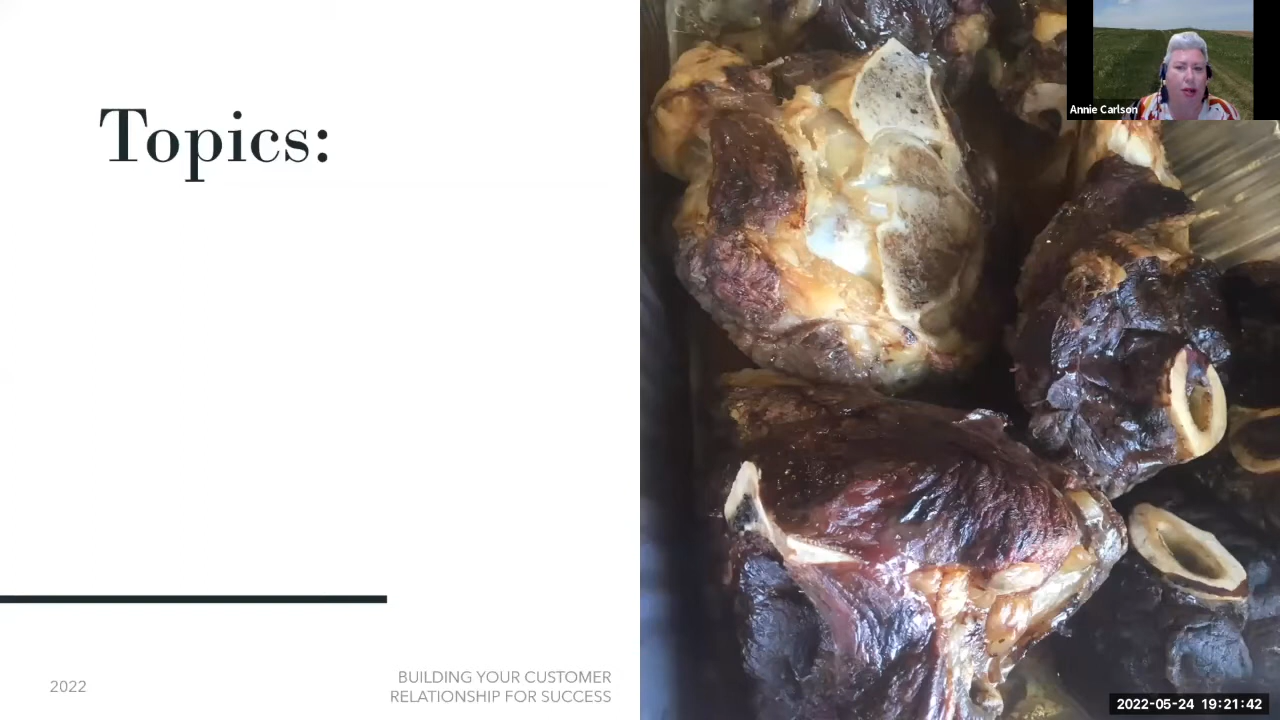 Topics:
Annie Carlson
2022
BUILDING YOUR CUSTOMER
RELATIONSHIP FOR SUCCESS
2022-05-24 19:21:42